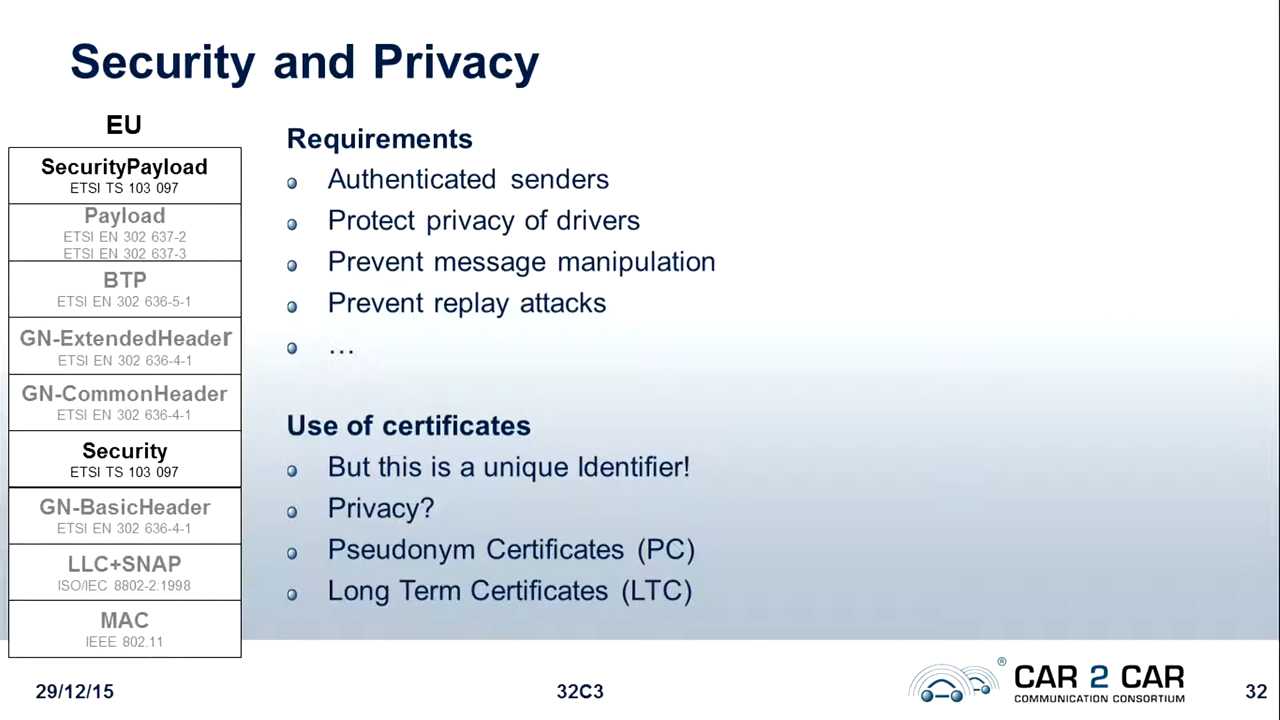 Security and Privacy
EU
SecurityPayload
ETSI TS 103 097
Payload
ETSI EN 302 637-2
ETSI EN 302 637-3
BTP
ETSI EN 302 636-5-1
GN-ExtendedHeader
ETSI EN 302 636-4-1
GN-CommonHeader
ETSI EN 302 636-4-1
Security
ETSI TS 103 097
GN-BasicHeader
ETSI EN 302 636-4-1
LLC+SNAP
ISO/IEC 8802-2:1998
MAC
IEEE 802.11
Requirements
Authenticated senders
Protect privacy of drivers
Prevent message manipulation
Prevent replay attacks
…
Use of certificates
But this is a unique Identifier!
Privacy?
Pseudonym Certificates (PC)
Long Term Certificates (LTC)
29/12/15
32C3
® CAR 2 CAR
COMMUNICATION CONSORTIUM
32